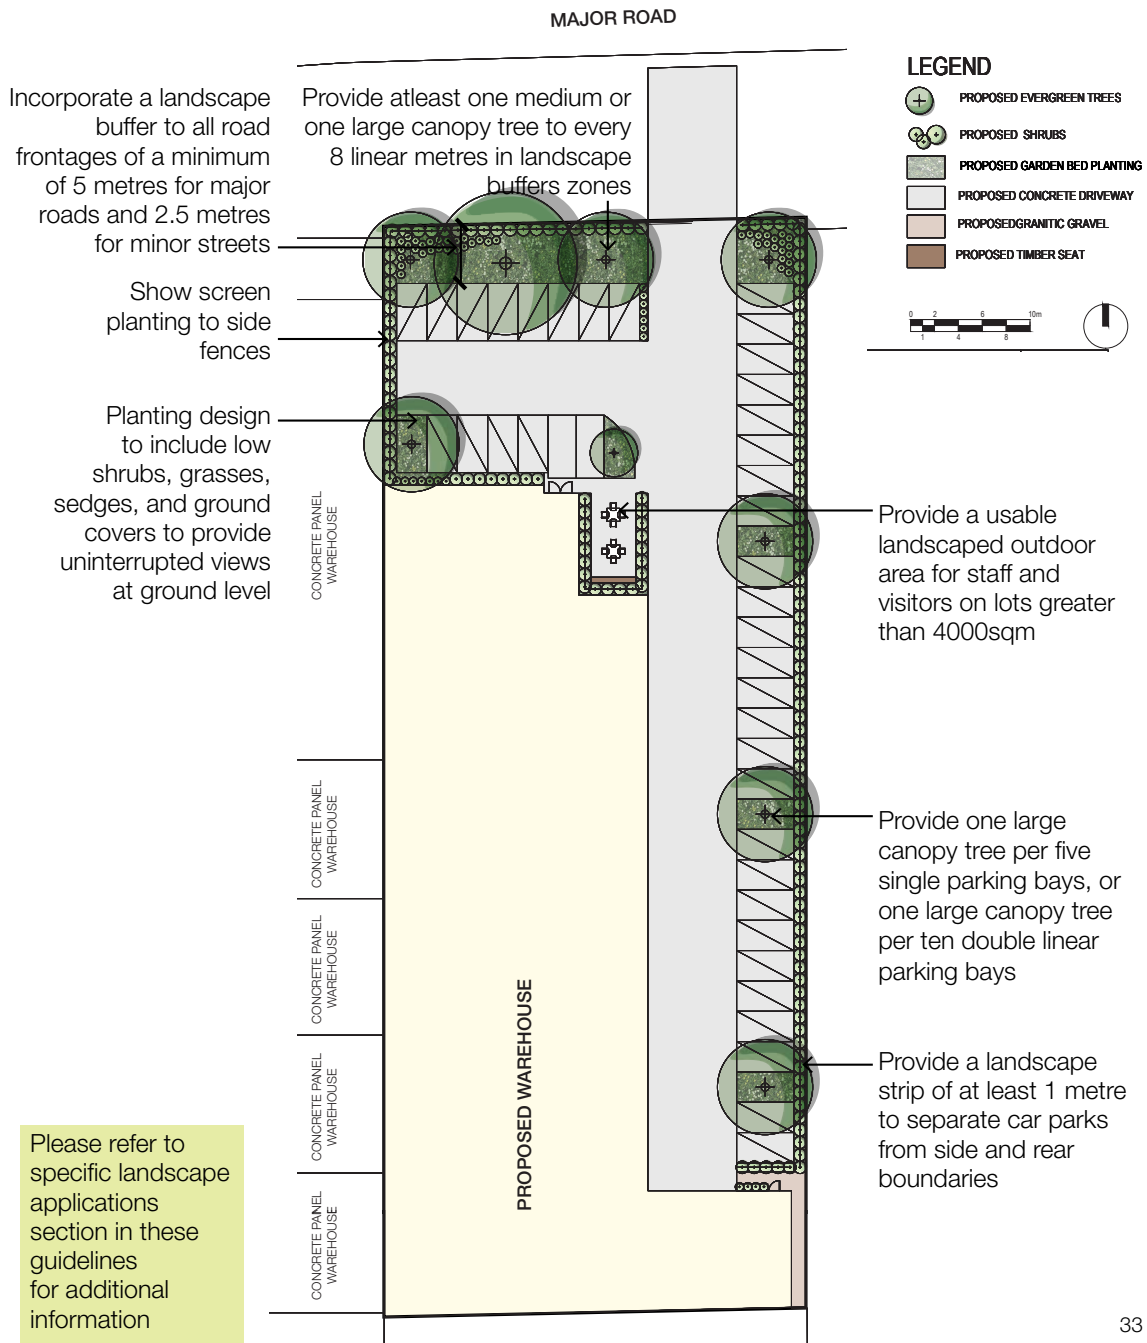 MAJOR ROAD
Incorporate a landscape
buffer to all road
frontages of a minimum
of 5 metres for major
roads and 2.5 metres
for minor streets
Provide atleast one medium or
one large canopy tree to every
8 linear metres in landscape
buffers zones
LEGEND
PROPOSED EVERGREEN TREES
PROPOSED SHRUBS
PROPOSED GARDEN BED PLANTING
PROPOSED CONCRETE DRIVEWAY
PROPOSEDGRANITIC GRAVEL
PROPOSED TIMBER SEAT
0 2 6 10m
1 4 8
Show screen
planting to side
fences
Planting design
to include low
shrubs, grasses,
sedges, and ground
covers to provide
uninterrupted views
at ground level
CONCRETE PANEL
WAREHOUSE
CONCRETE PANEL
WAREHOUSE
CONCRETE PANEL
WAREHOUSE
CONCRETE PANEL
WAREHOUSE
CONCRETE PANEL
WAREHOUSE
PROPOSED WAREHOUSE
Provide a usable
landscaped outdoor
area for staff and
visitors on lots greater
than 4000sqm
Provide one large
canopy tree per five
single parking bays, or
one large canopy tree
per ten double linear
parking bays
Provide a landscape
strip of at least 1 metre
to separate car parks
from side and rear
boundaries
Please refer to
specific landscape
applications
section in these
guidelines
for additional
information
33